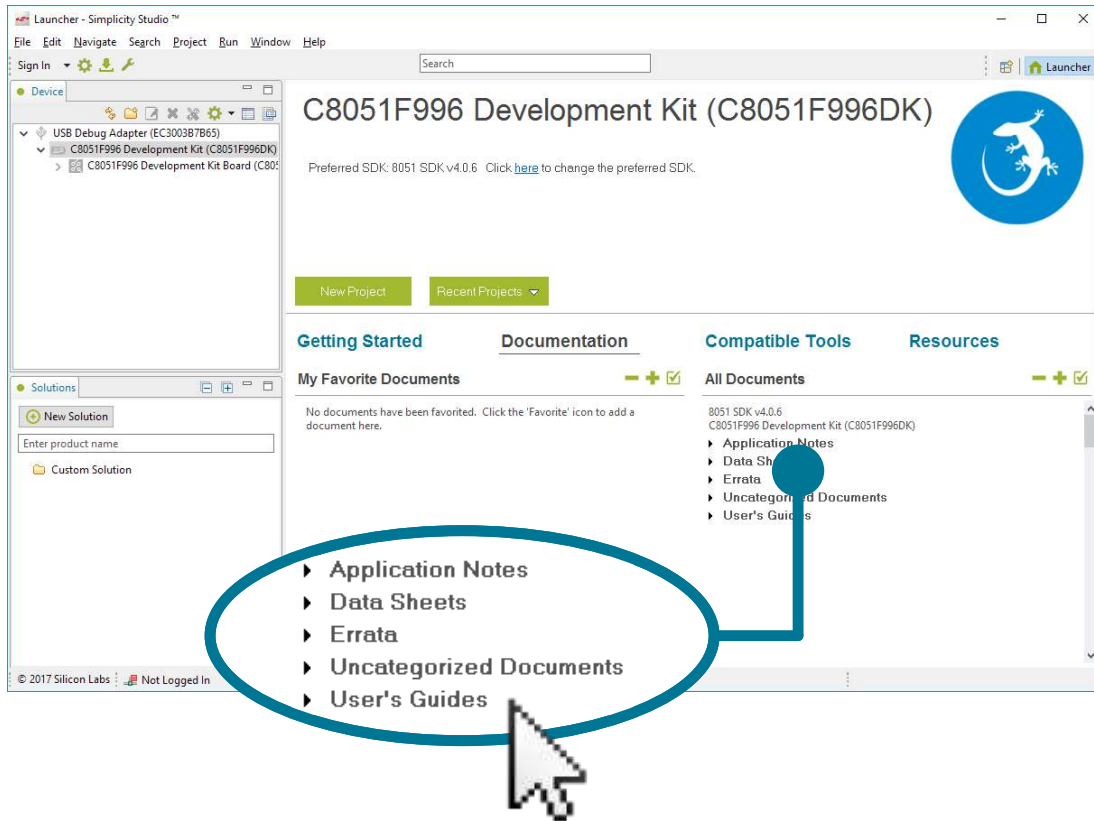 Launcher - Simplicity Studio ™
File Edit Navigate Search Project Run Window Help
Sign In
Search
Launcher
Device
USB Debug Adapter (EC3003B7B65)
C8051F996 Development Kit (C8051F996DK)
C8051F996 Development Kit Board (C805
C8051F996 Development Kit (C8051F996DK)
Preferred SDK: 8051 SDK v4.0.6 Click here to change the preferred SDK.
New Project
Recent Projects
Getting Started
Documentation
Compatible Tools
Resources
Solutions
New Solution
Enter product name
Custom Solution
My Favorite Documents
No documents have been favorited. Click the 'Favorite' icon to add a
document here.
All Documents
8051 SDK v4.0.6
C8051F996 Development Kit (C8051F996DK)
Application Notes
Data Sh
Errata
Uncategorized Documents
User's Guides
Application Notes
Data Sheets
Errata
Uncategorized Documents
User's Guides
© 2017 Silicon Labs
Not Logged In